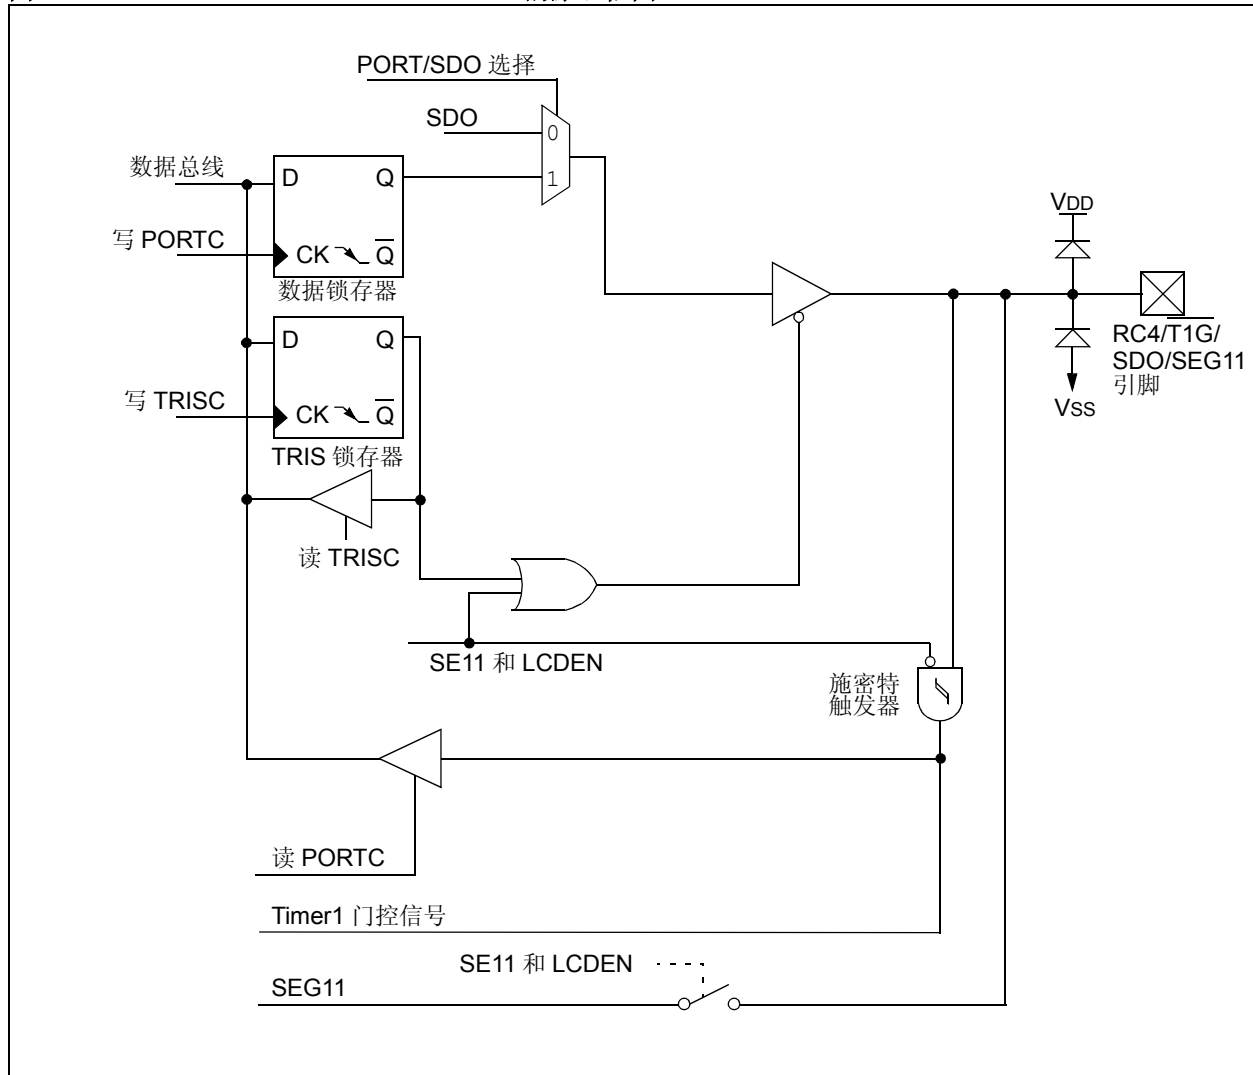 PORT/SDO 选择
SDO
0
数据总线
D
Q
1
VDD
写 PORTC
CK
Q
数据锁存器
D
Q
RC4/T1G/
SDO/SEG11
引脚
写 TRISC
CK
Q
VSS
TRIS 锁存器
读 TRISC
SE11 和 LCDEN
施密特
触发器
读 PORTC
Timer1 门控信号
SE11 和 LCDEN
SEG11